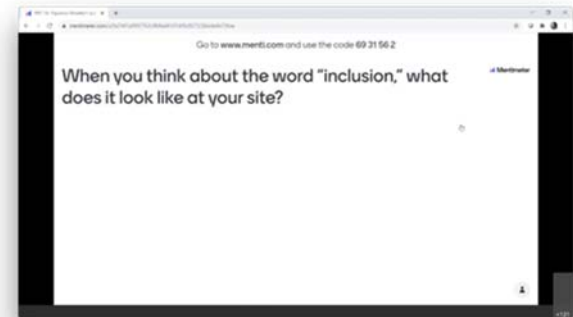 Go to www.menti.com and use the code 69 31 56 2
When you think about the word "inclusion," what
does it look like at your site?
Mentimeter